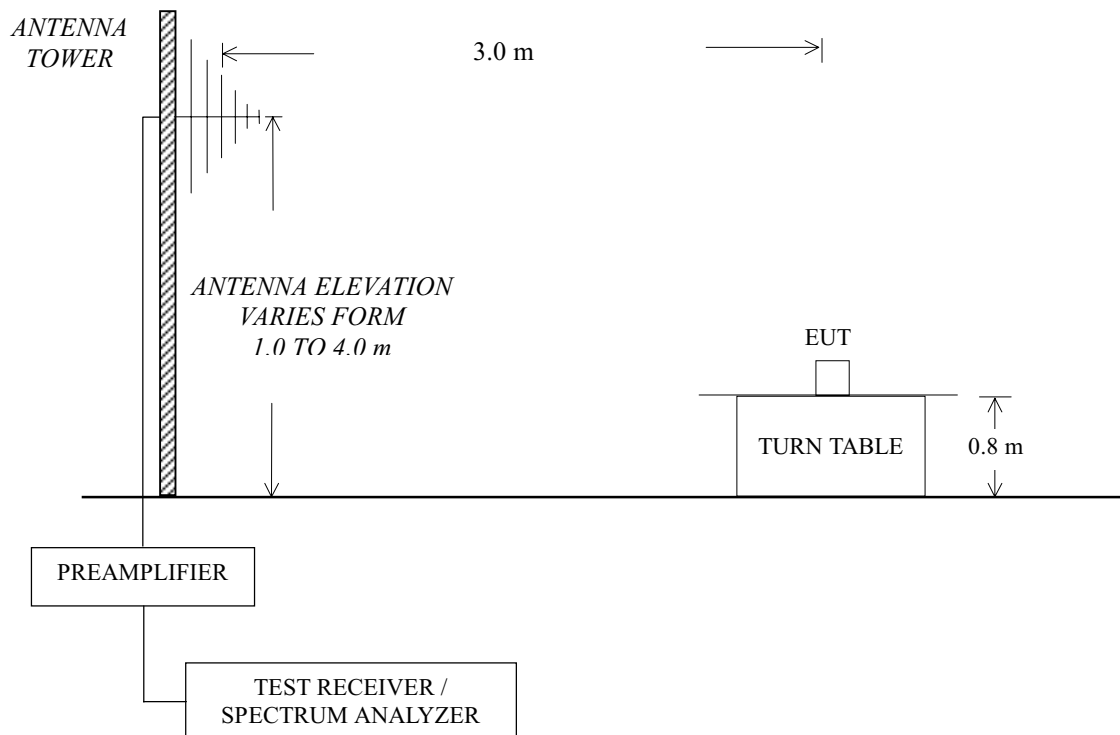 ANTENNA
TOWER
3.0 m
ANTENNA ELEVATION
VARIES FORM
1.0 TO 4.0 m
EUT
TURN TABLE
0.8 m
PREAMPLIFIER
TEST RECEIVER /
SPECTRUM ANALYZER